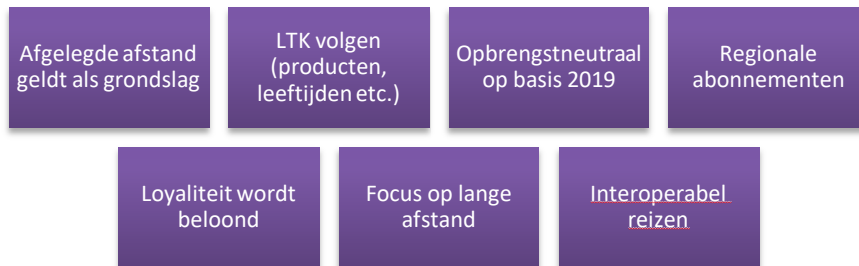 Afgelegde afstand
geldt als grondslag
LTK volgen
(producten,
leeftijden etc.)
Opbrengstneutraal
op basis 2019
Regionale
abonnementen
Loyaliteit wordt
beloond
Focus op lange
afstand
Interoperabel
reizen